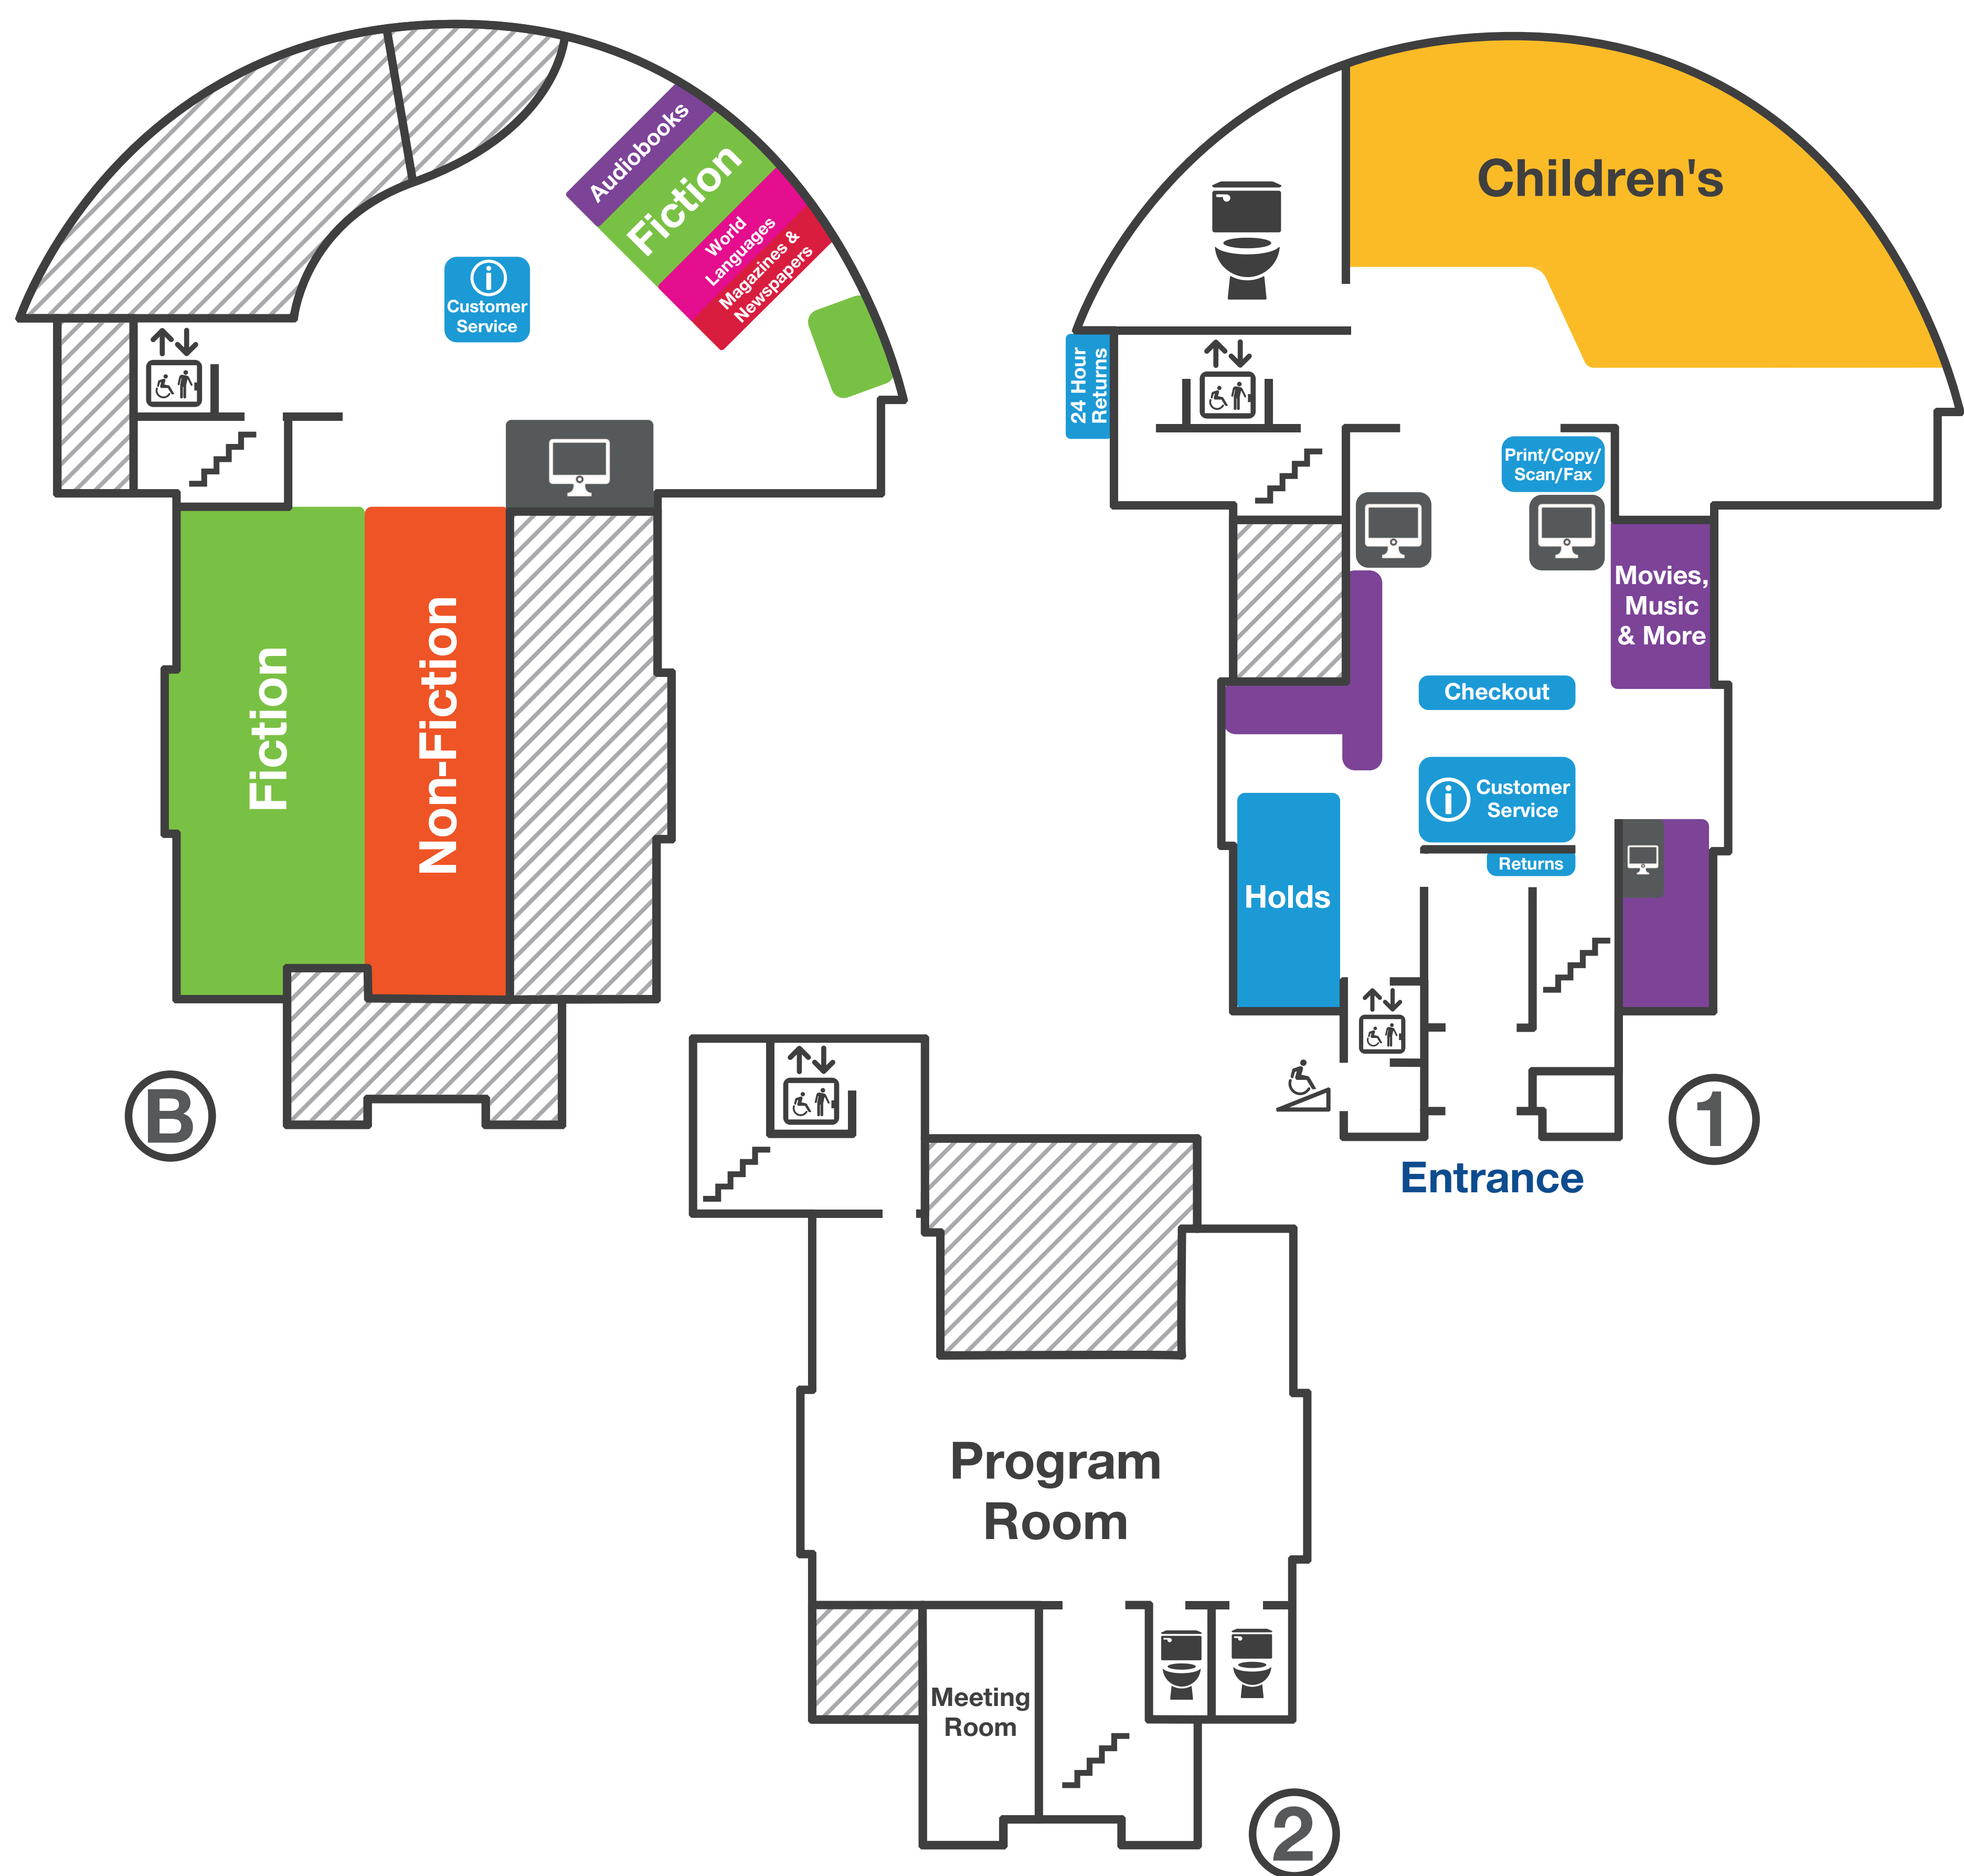 Audiobooks
Fiction
World
Languages
Magazines &
Newspapers
i
Customer
Service
Fiction
Non-Fiction
B
Children's
24 Hour
Returns
Print/Copy/
Scan/Fax
Movies,
Music
& More
Checkout
i
Customer
Service
Returns
Holds
Entrance
1
Program
Room
Meeting
Room
2